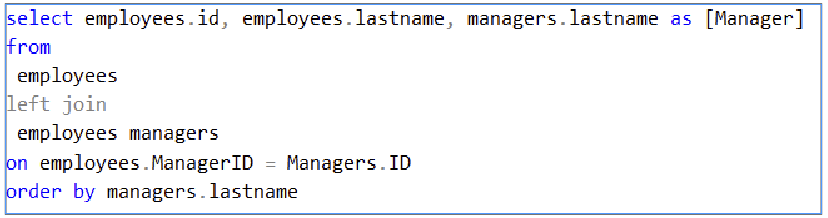 select employees.id, employees.lastname, managers.lastname as [Manager]
from
employees
left join
employees managers
on employees.ManagerID = Managers.ID
order by managers.lastname